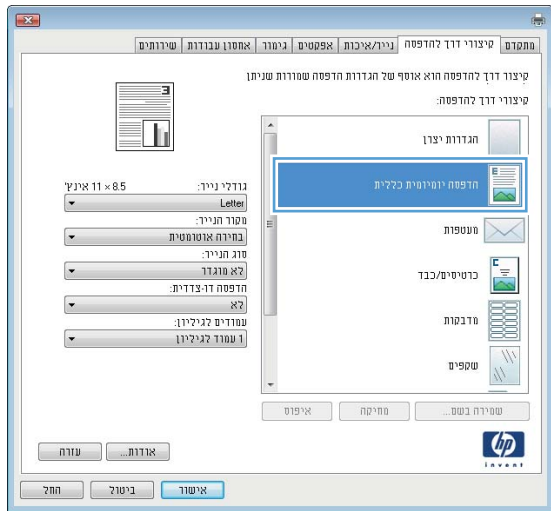 מתקדם קיצורי דרך להדפסה נייר/איכות אפקטים גימור אחסון עבודות שירותים
קיצור דרך להדפסה הוא אוסף של הגדרות הדפסה שמורות שניתן
קיצורי דרך להדפסה:
הגדרות יצרן
הדפסה יומיומית כללית
מעטפות
כרטיסים/כבד
מדבקות
שקפים
גודלי נייר: 8.5 × 11 אינץ'
Letter
מקור הנייר:
בחירה אוטומטית
סוג הנייר:
לא מוגדר
הדפסה דו-צדדית:
לא
עמודים לגיליון:
1 עמוד לגיליון
שמירה בשם... מחיקה איפוס
hp
invent
אודות... עזרה
אישור ביטול החל